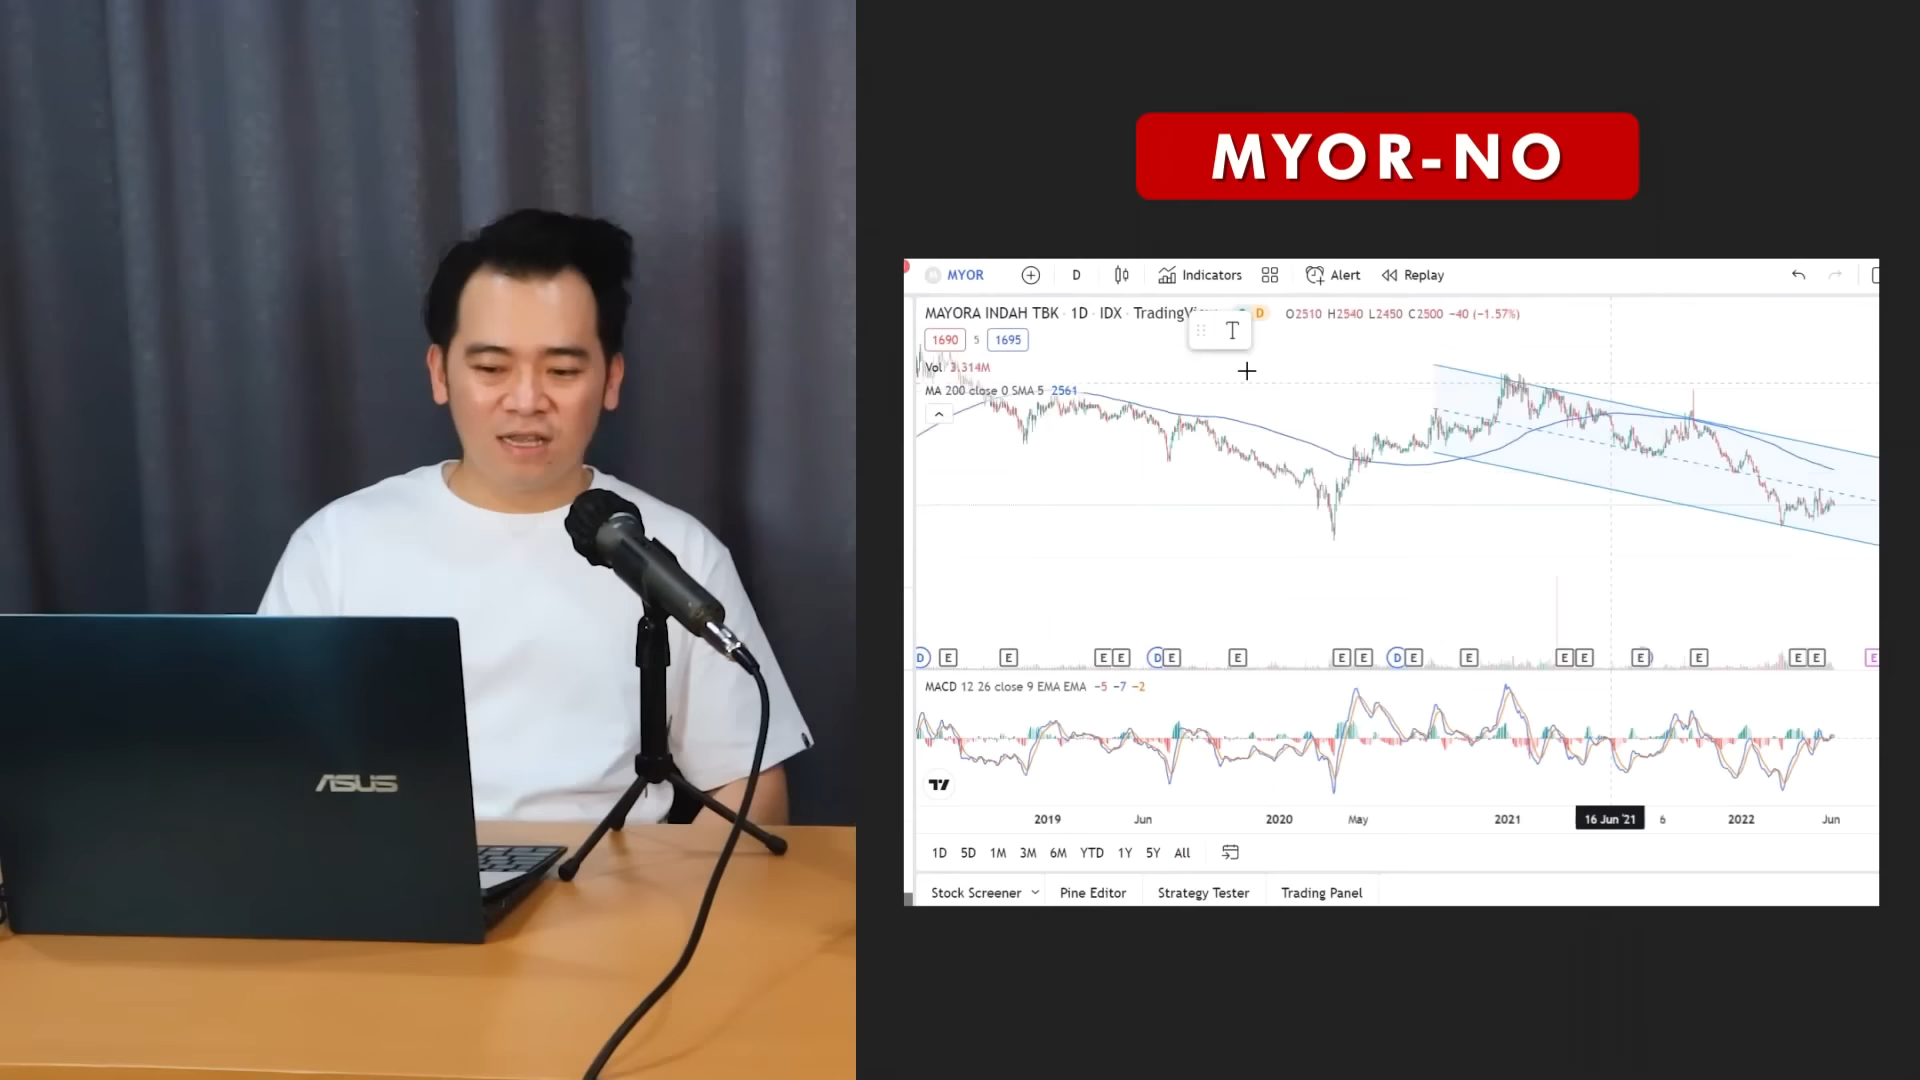 MYOR-NO
MYOR D Indicators Alert Replay
MAYORA INDAH TBK · 1D · IDX · TradingView D O2510 H2540 L2450 C2500 −40 (−1.57%)
T
1690 5 1695
Vol 3.314M
MA 200 close 0 SMA 5 2561
D E E E E D E E E E D E E E E E E E E E
MACD 12 26 close 9 EMA EMA −5 −7 −2
2019 Jun 2020 May 2021 16 Jun '21 6 2022 Jun
1D 5D 1M 3M 6M YTD 1Y 5Y All
Stock Screener Pine Editor Strategy Tester Trading Panel
ASUS